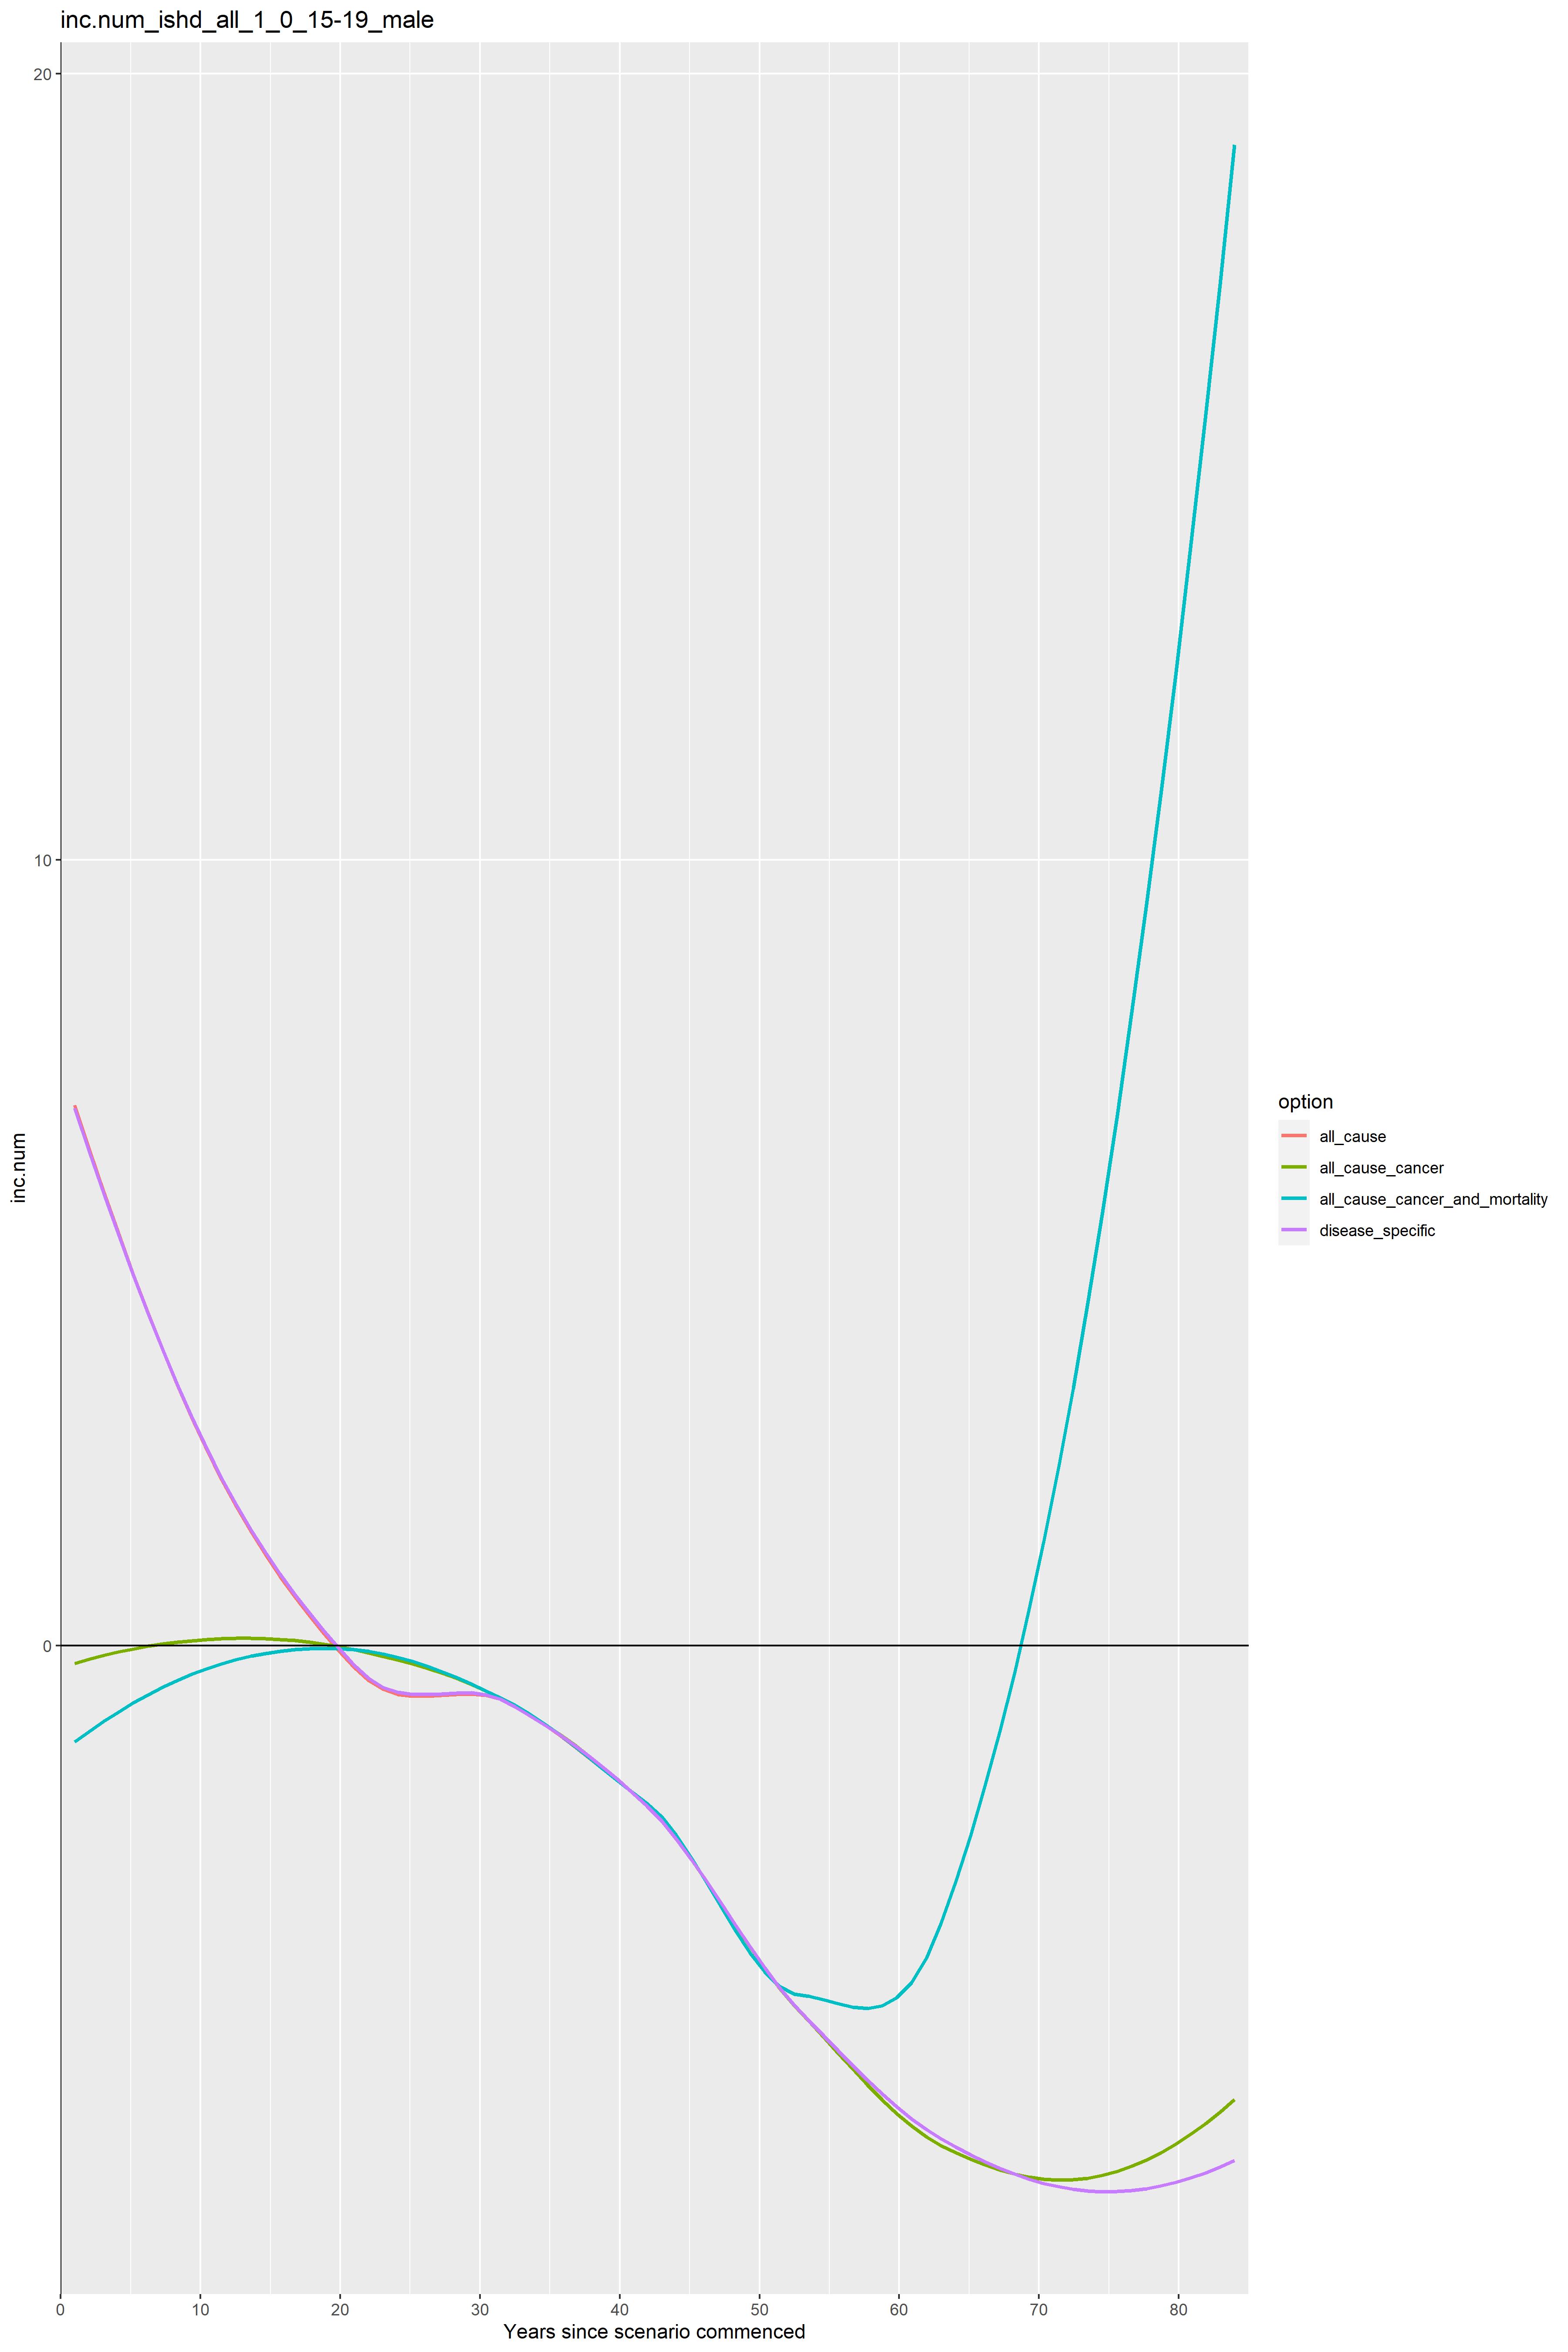 inc.num_ishd_all_1_0_15-19_male
20
10
0
inc.num
0 10 20 30 40 50 60 70 80
Years since scenario commenced
option
all_cause
all_cause_cancer
all_cause_cancer_and_mortality
disease_specific